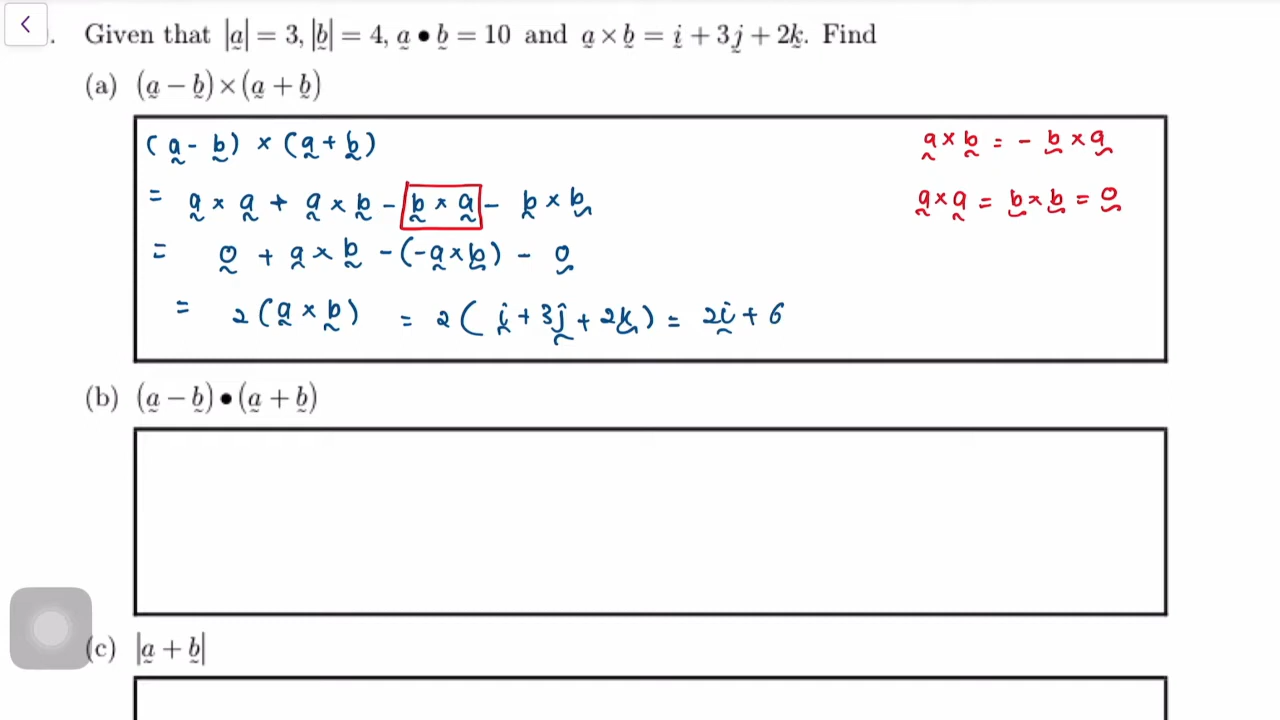 . Given that |a| = 3, |b| = 4, a • b = 10 and a × b = i + 3j + 2k. Find
(a) (a − b) × (a + b)
(a - b) × (a + b)
= a × a + a × b - b × a - b × b
= 0 + a × b - (-a × b) - 0
= 2 (a × b) = 2 ( i + 3j + 2k ) = 2i + 6
a × b = - b × a
a × a = b × b = 0
(b) (a − b) • (a + b)
(c) |a + b|